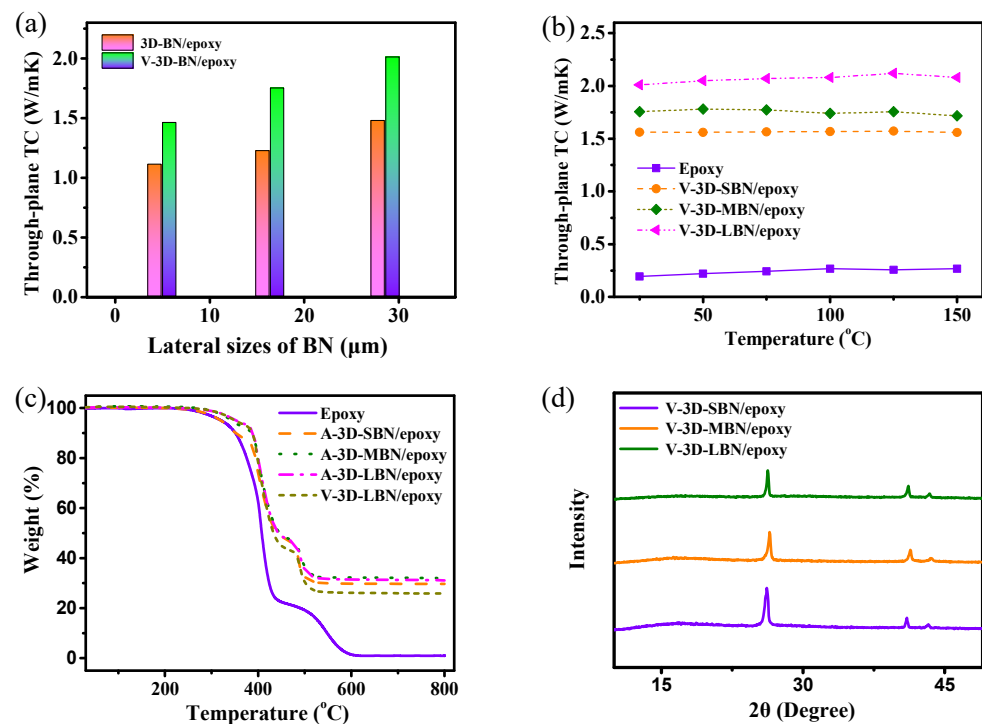 (a)
3D-BN/epoxy
V-3D-BN/epoxy
Through-plane TC (W/mK)
2.0
1.5
1.0
0.5
0.0
0 10 20 30
Lateral sizes of BN (μm)
(b)
Through-plane TC (W/mK)
2.5
2.0
1.5
1.0
0.5
0.0
Epoxy
V-3D-SBN/epoxy
V-3D-MBN/epoxy
V-3D-LBN/epoxy
50 100 150
Temperature (°C)
(c)
Weight (%)
100
80
60
40
20
0
Epoxy
A-3D-SBN/epoxy
A-3D-MBN/epoxy
A-3D-LBN/epoxy
V-3D-LBN/epoxy
200 400 600 800
Temperature (°C)
(d)
V-3D-SBN/epoxy
V-3D-MBN/epoxy
V-3D-LBN/epoxy
Intensity
15 30 45
2θ (Degree)